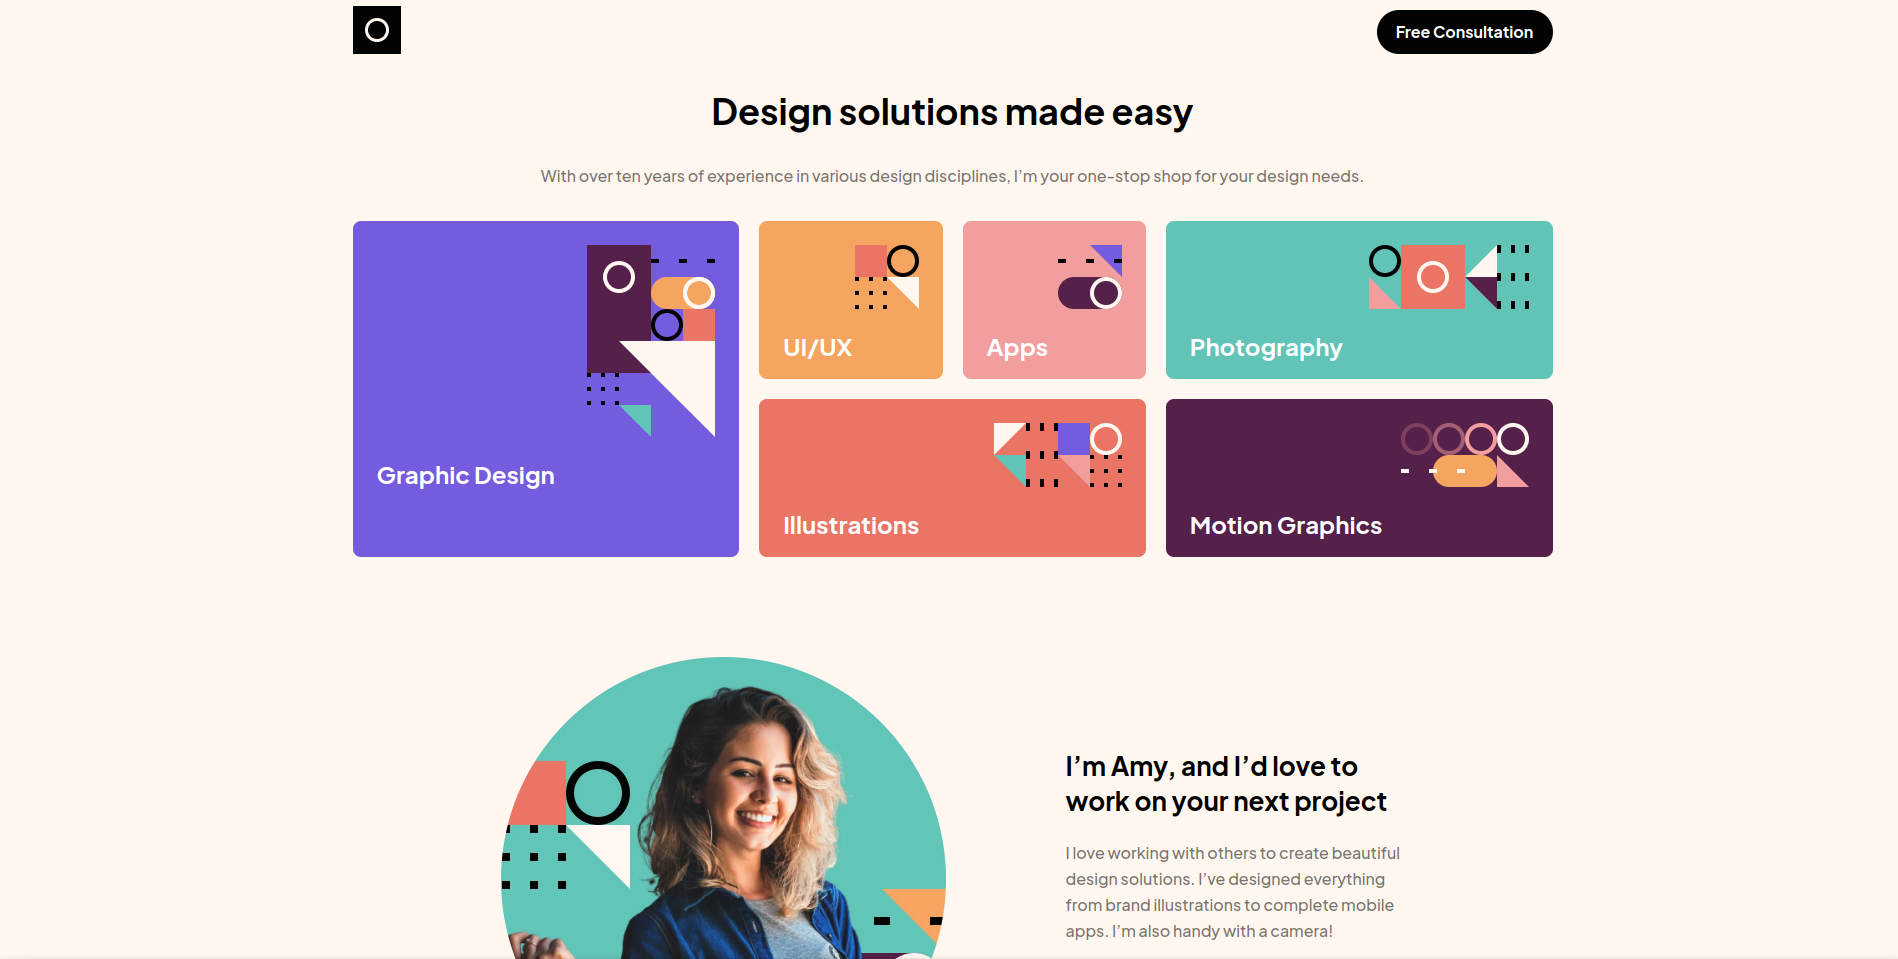 Free Consultation
Design solutions made easy
With over ten years of experience in various design disciplines, I’m your one-stop shop for your design needs.
Graphic Design
UI/UX
Apps
Photography
Illustrations
Motion Graphics
I’m Amy, and I’d love to
work on your next project
I love working with others to create beautiful
design solutions. I’ve designed everything
from brand illustrations to complete mobile
apps. I’m also handy with a camera!